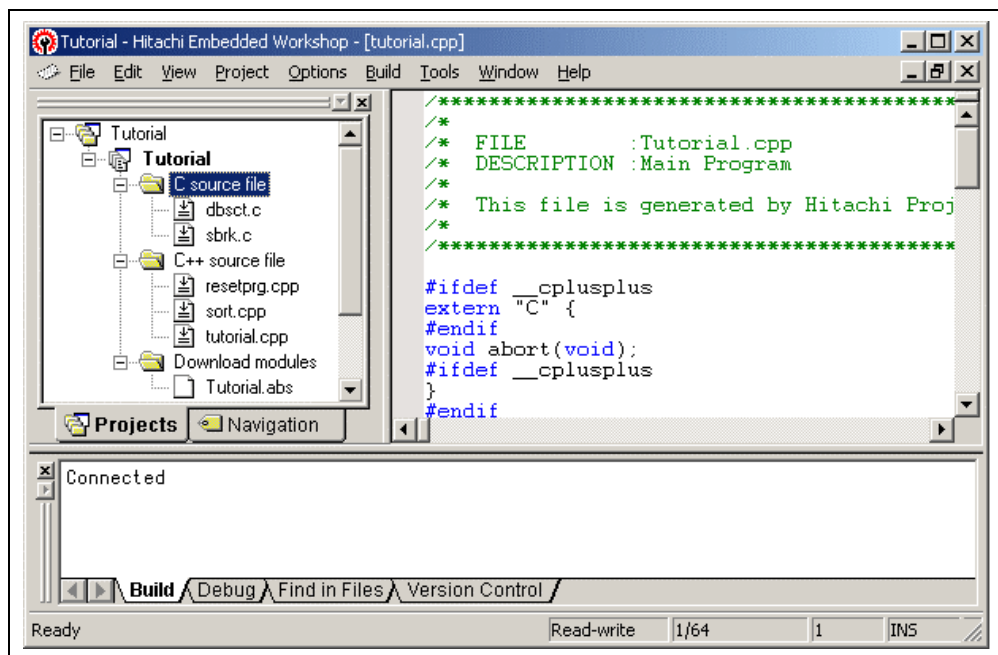 Tutorial - Hitachi Embedded Workshop - [tutorial.cpp]
File Edit View Project Options Build Tools Window Help
Tutorial
Tutorial
C source file
dbsct.c
sbrk.c
C++ source file
resetprg.cpp
sort.cpp
tutorial.cpp
Download modules
Tutorial.abs
Projects Navigation
/******************************************
/*
/* FILE :Tutorial.cpp
/* DESCRIPTION :Main Program
/*
/* This file is generated by Hitachi Proj
/*
/******************************************
#ifdef __cplusplus
extern "C" {
#endif
void abort(void);
#ifdef __cplusplus
}
#endif
Connected
Build Debug Find in Files Version Control
Ready Read-write 1/64 1 INS